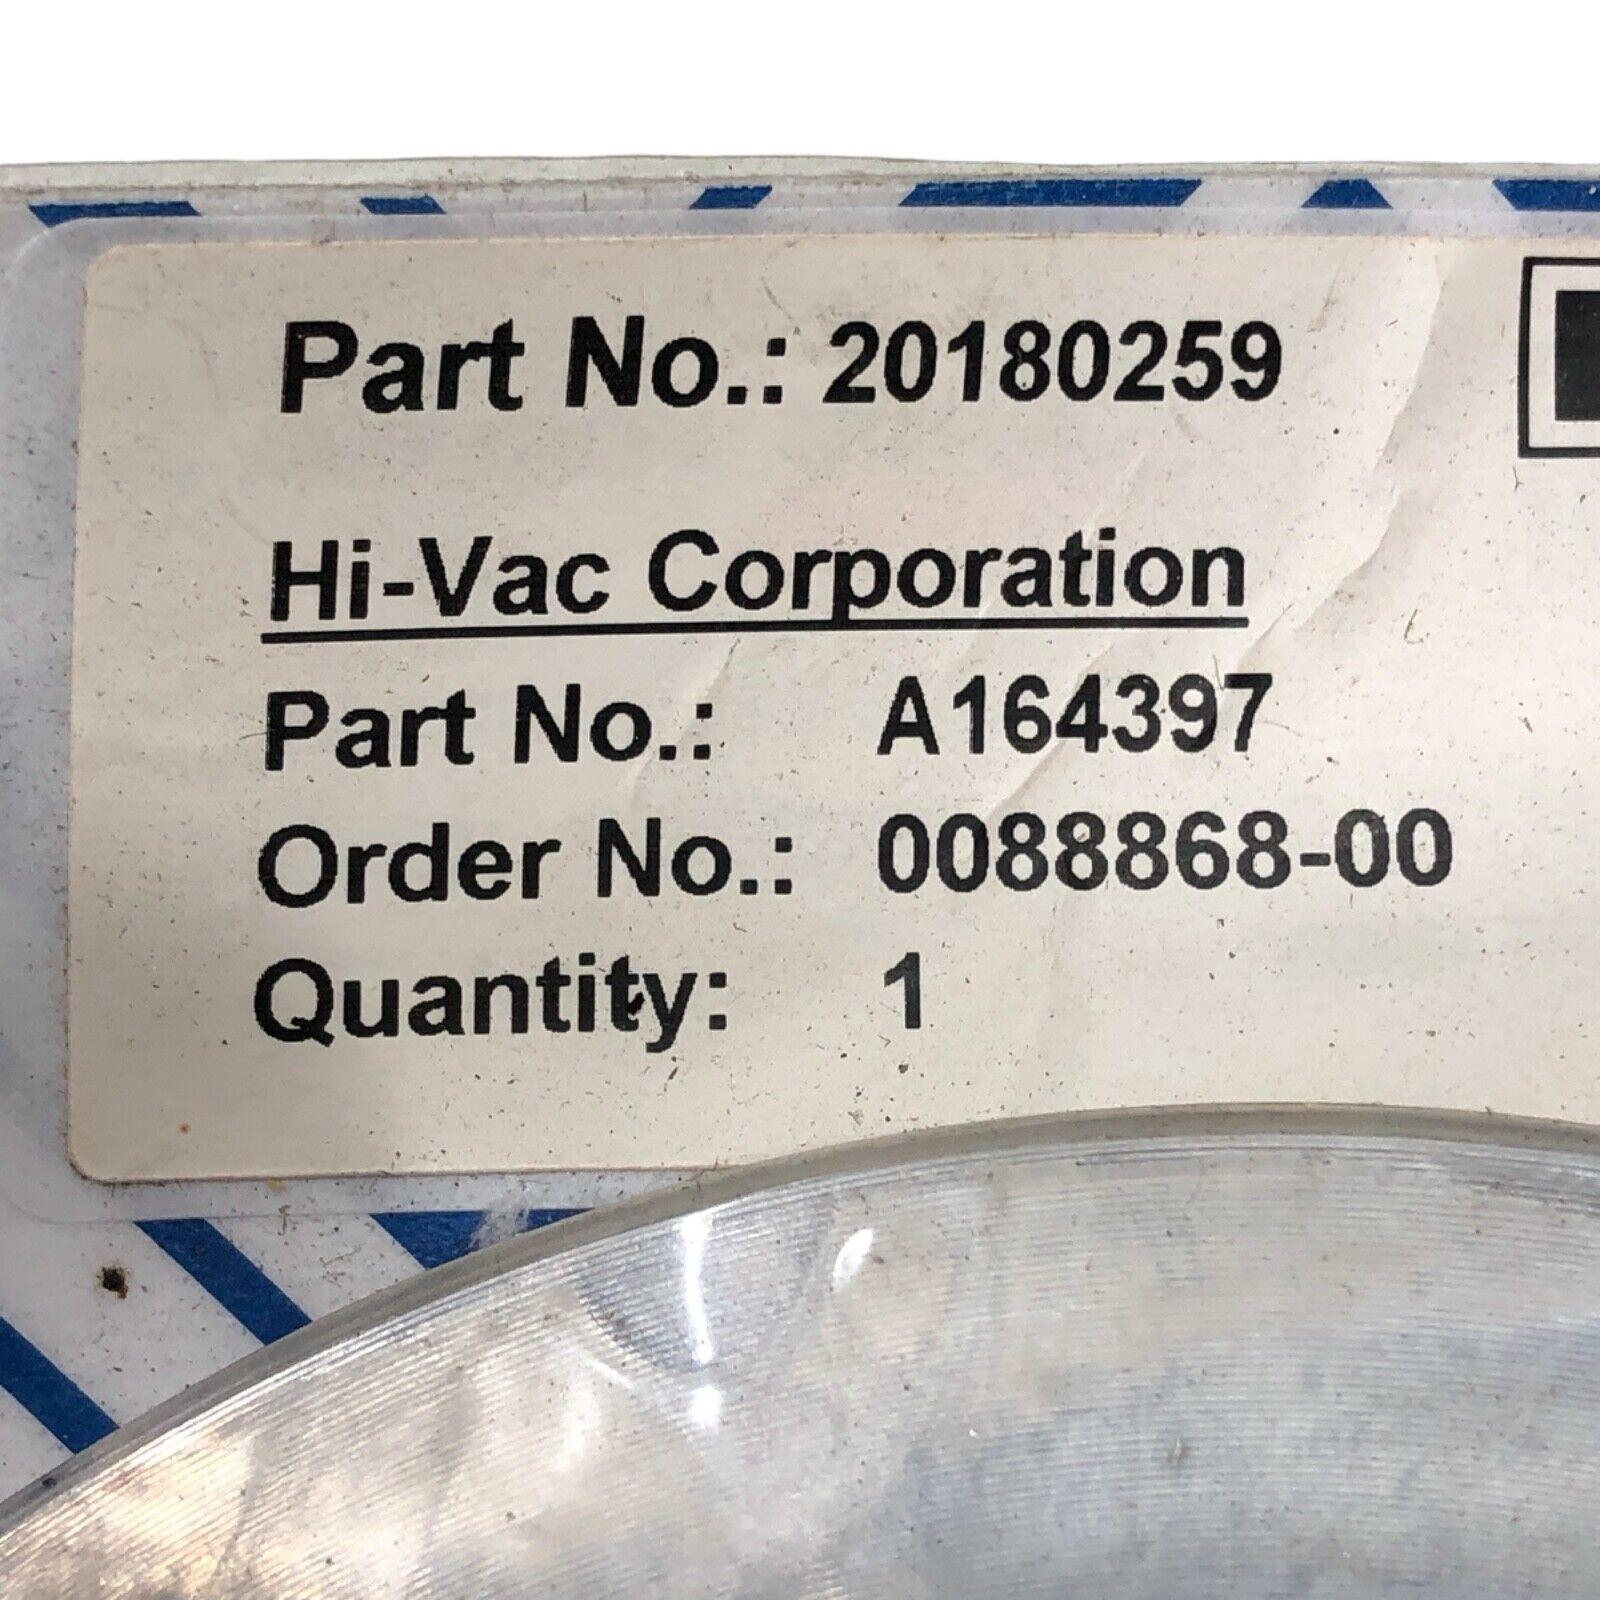 Part No.: 20180259
Hi-Vac Corporation
Part No.: A164397
Order No.: 0088868-00
Quantity: 1